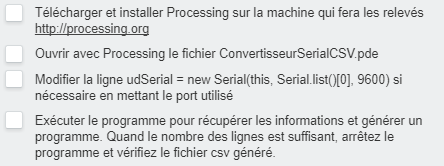 Télécharger et installer Processing sur la machine qui fera les relevés
http://processing.org
Ouvrir avec Processing le fichier ConvertisseurSerialCSV.pde
Modifier la ligne udSerial = new Serial(this, Serial.list()[0], 9600) si
nécessaire en mettant le port utilisé
Exécuter le programme pour récupérer les informations et générer un
programme. Quand le nombre des lignes est suffisant, arrêtez le
programme et vérifiez le fichier csv généré.